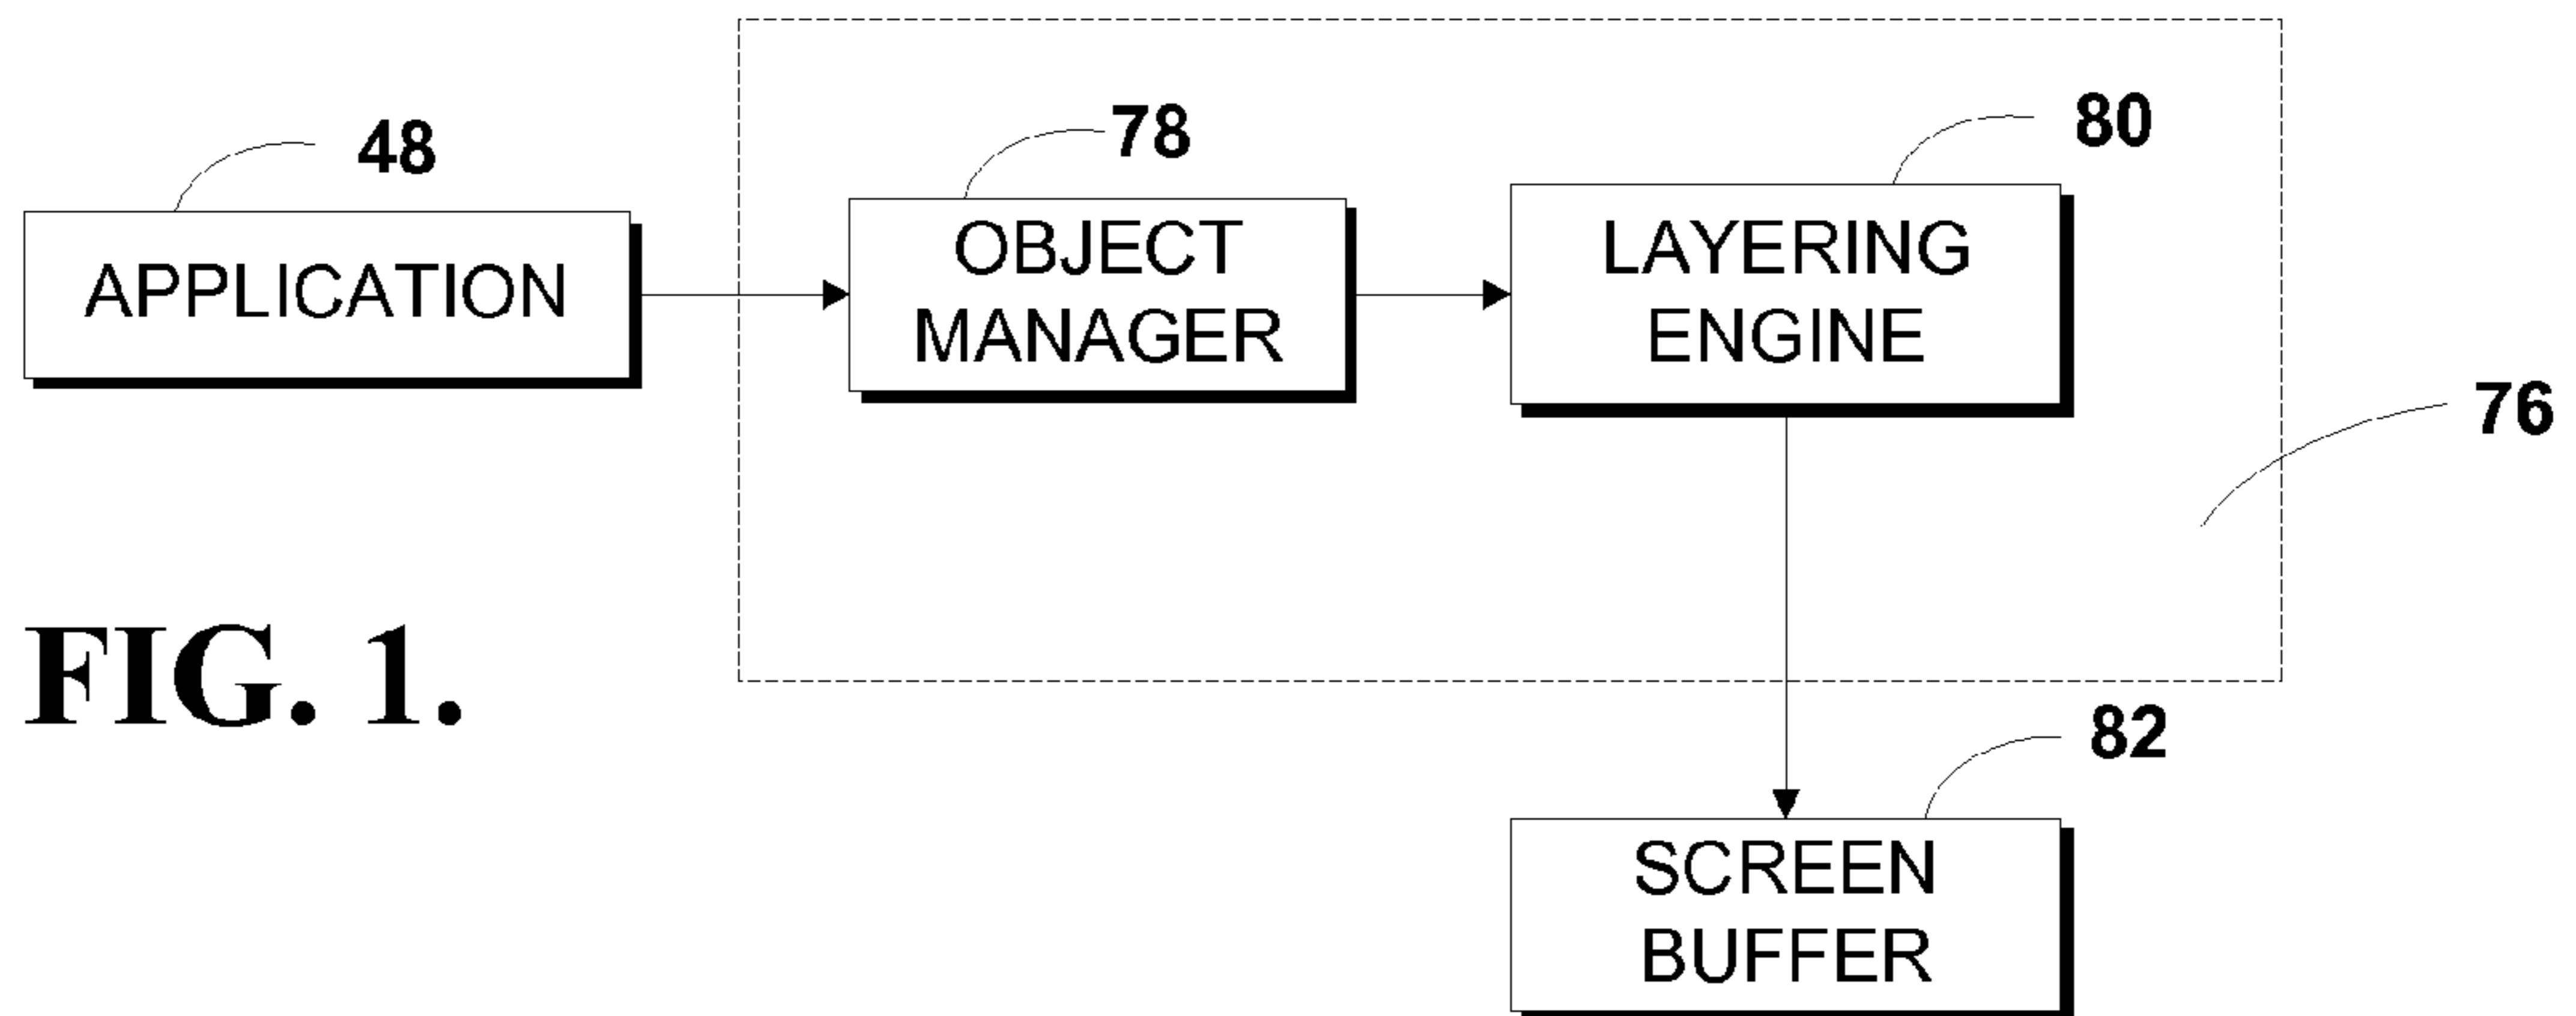 48
78
80
APPLICATION
OBJECT
MANAGER
LAYERING
ENGINE
76
FIG. 1.
82
SCREEN
BUFFER